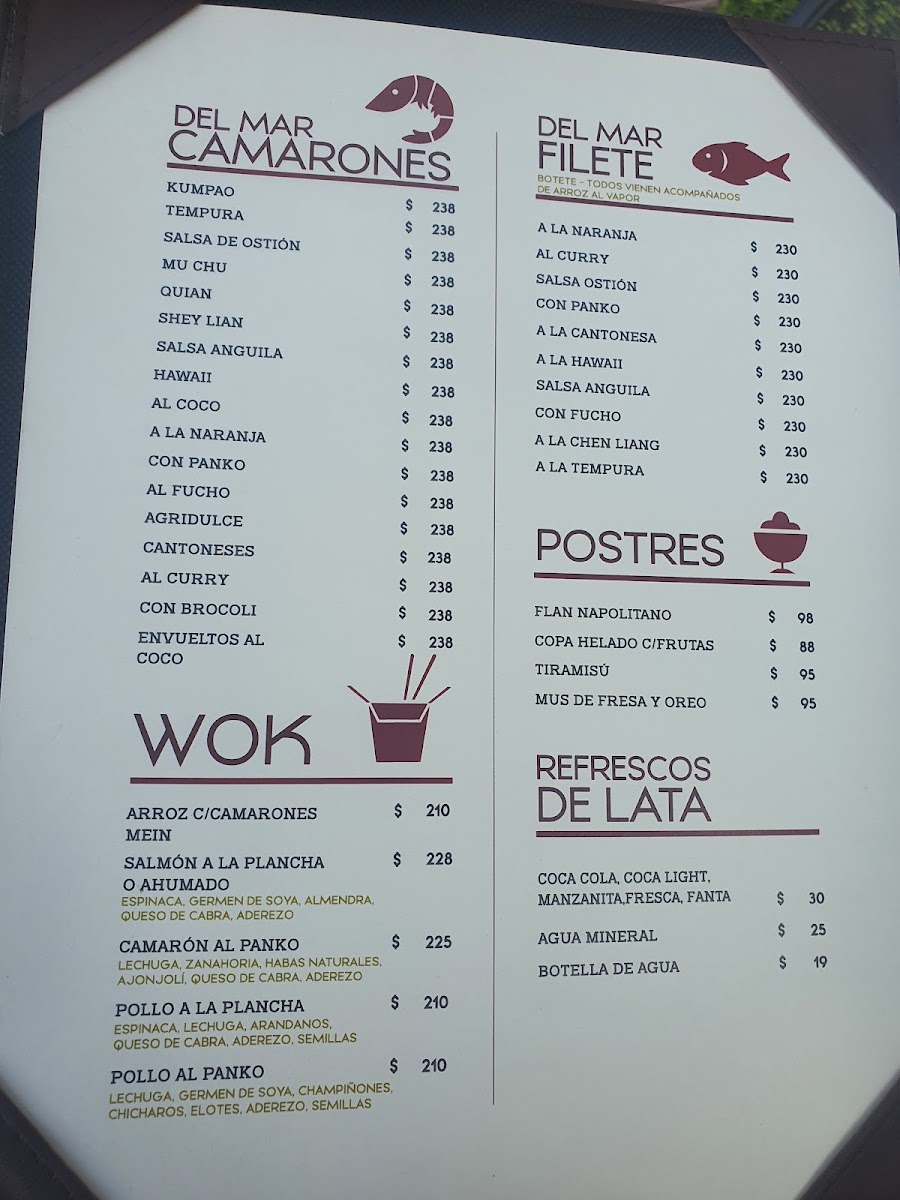 DEL MAR
CAMARONES
KUMPAO $ 238
TEMPURA $ 238
SALSA DE OSTIÓN $ 238
MU CHU $ 238
QUIAN $ 238
SHEY LIAN $ 238
SALSA ANGUILA $ 238
HAWAII $ 238
AL COCO $ 238
A LA NARANJA $ 238
CON PANKO $ 238
AL FUCHO $ 238
AGRIDULCE $ 238
CANTONESES $ 238
AL CURRY $ 238
CON BROCOLI $ 238
ENVUELTOS AL $ 238
COCO
WOK
ARROZ C/CAMARONES $ 210
MEIN
SALMÓN A LA PLANCHA $ 228
O AHUMADO
ESPINACA, GERMEN DE SOYA, ALMENDRA,
QUESO DE CABRA, ADEREZO
CAMARÓN AL PANKO $ 225
LECHUGA, ZANAHORIA, HABAS NATURALES,
AJONJOLÍ, QUESO DE CABRA, ADEREZO
POLLO A LA PLANCHA $ 210
ESPINACA, LECHUGA, ARANDANOS,
QUESO DE CABRA, ADEREZO, SEMILLAS
POLLO AL PANKO $ 210
LECHUGA, GERMEN DE SOYA, CHAMPIÑONES,
CHICHAROS, ELOTES, ADEREZO, SEMILLAS
DEL MAR
FILETE
BOTETE - TODOS VIENEN ACOMPAÑADOS
DE ARROZ AL VAPOR
A LA NARANJA $ 230
AL CURRY $ 230
SALSA OSTIÓN $ 230
CON PANKO $ 230
A LA CANTONESA $ 230
A LA HAWAII $ 230
SALSA ANGUILA $ 230
CON FUCHO $ 230
A LA CHEN LIANG $ 230
A LA TEMPURA $ 230
POSTRES
FLAN NAPOLITANO $ 98
COPA HELADO C/FRUTAS $ 88
TIRAMISÚ $ 95
MUS DE FRESA Y OREO $ 95
REFRESCOS
DE LATA
COCA COLA, COCA LIGHT,
MANZANITA,FRESCA, FANTA $ 30
AGUA MINERAL $ 25
BOTELLA DE AGUA $ 19